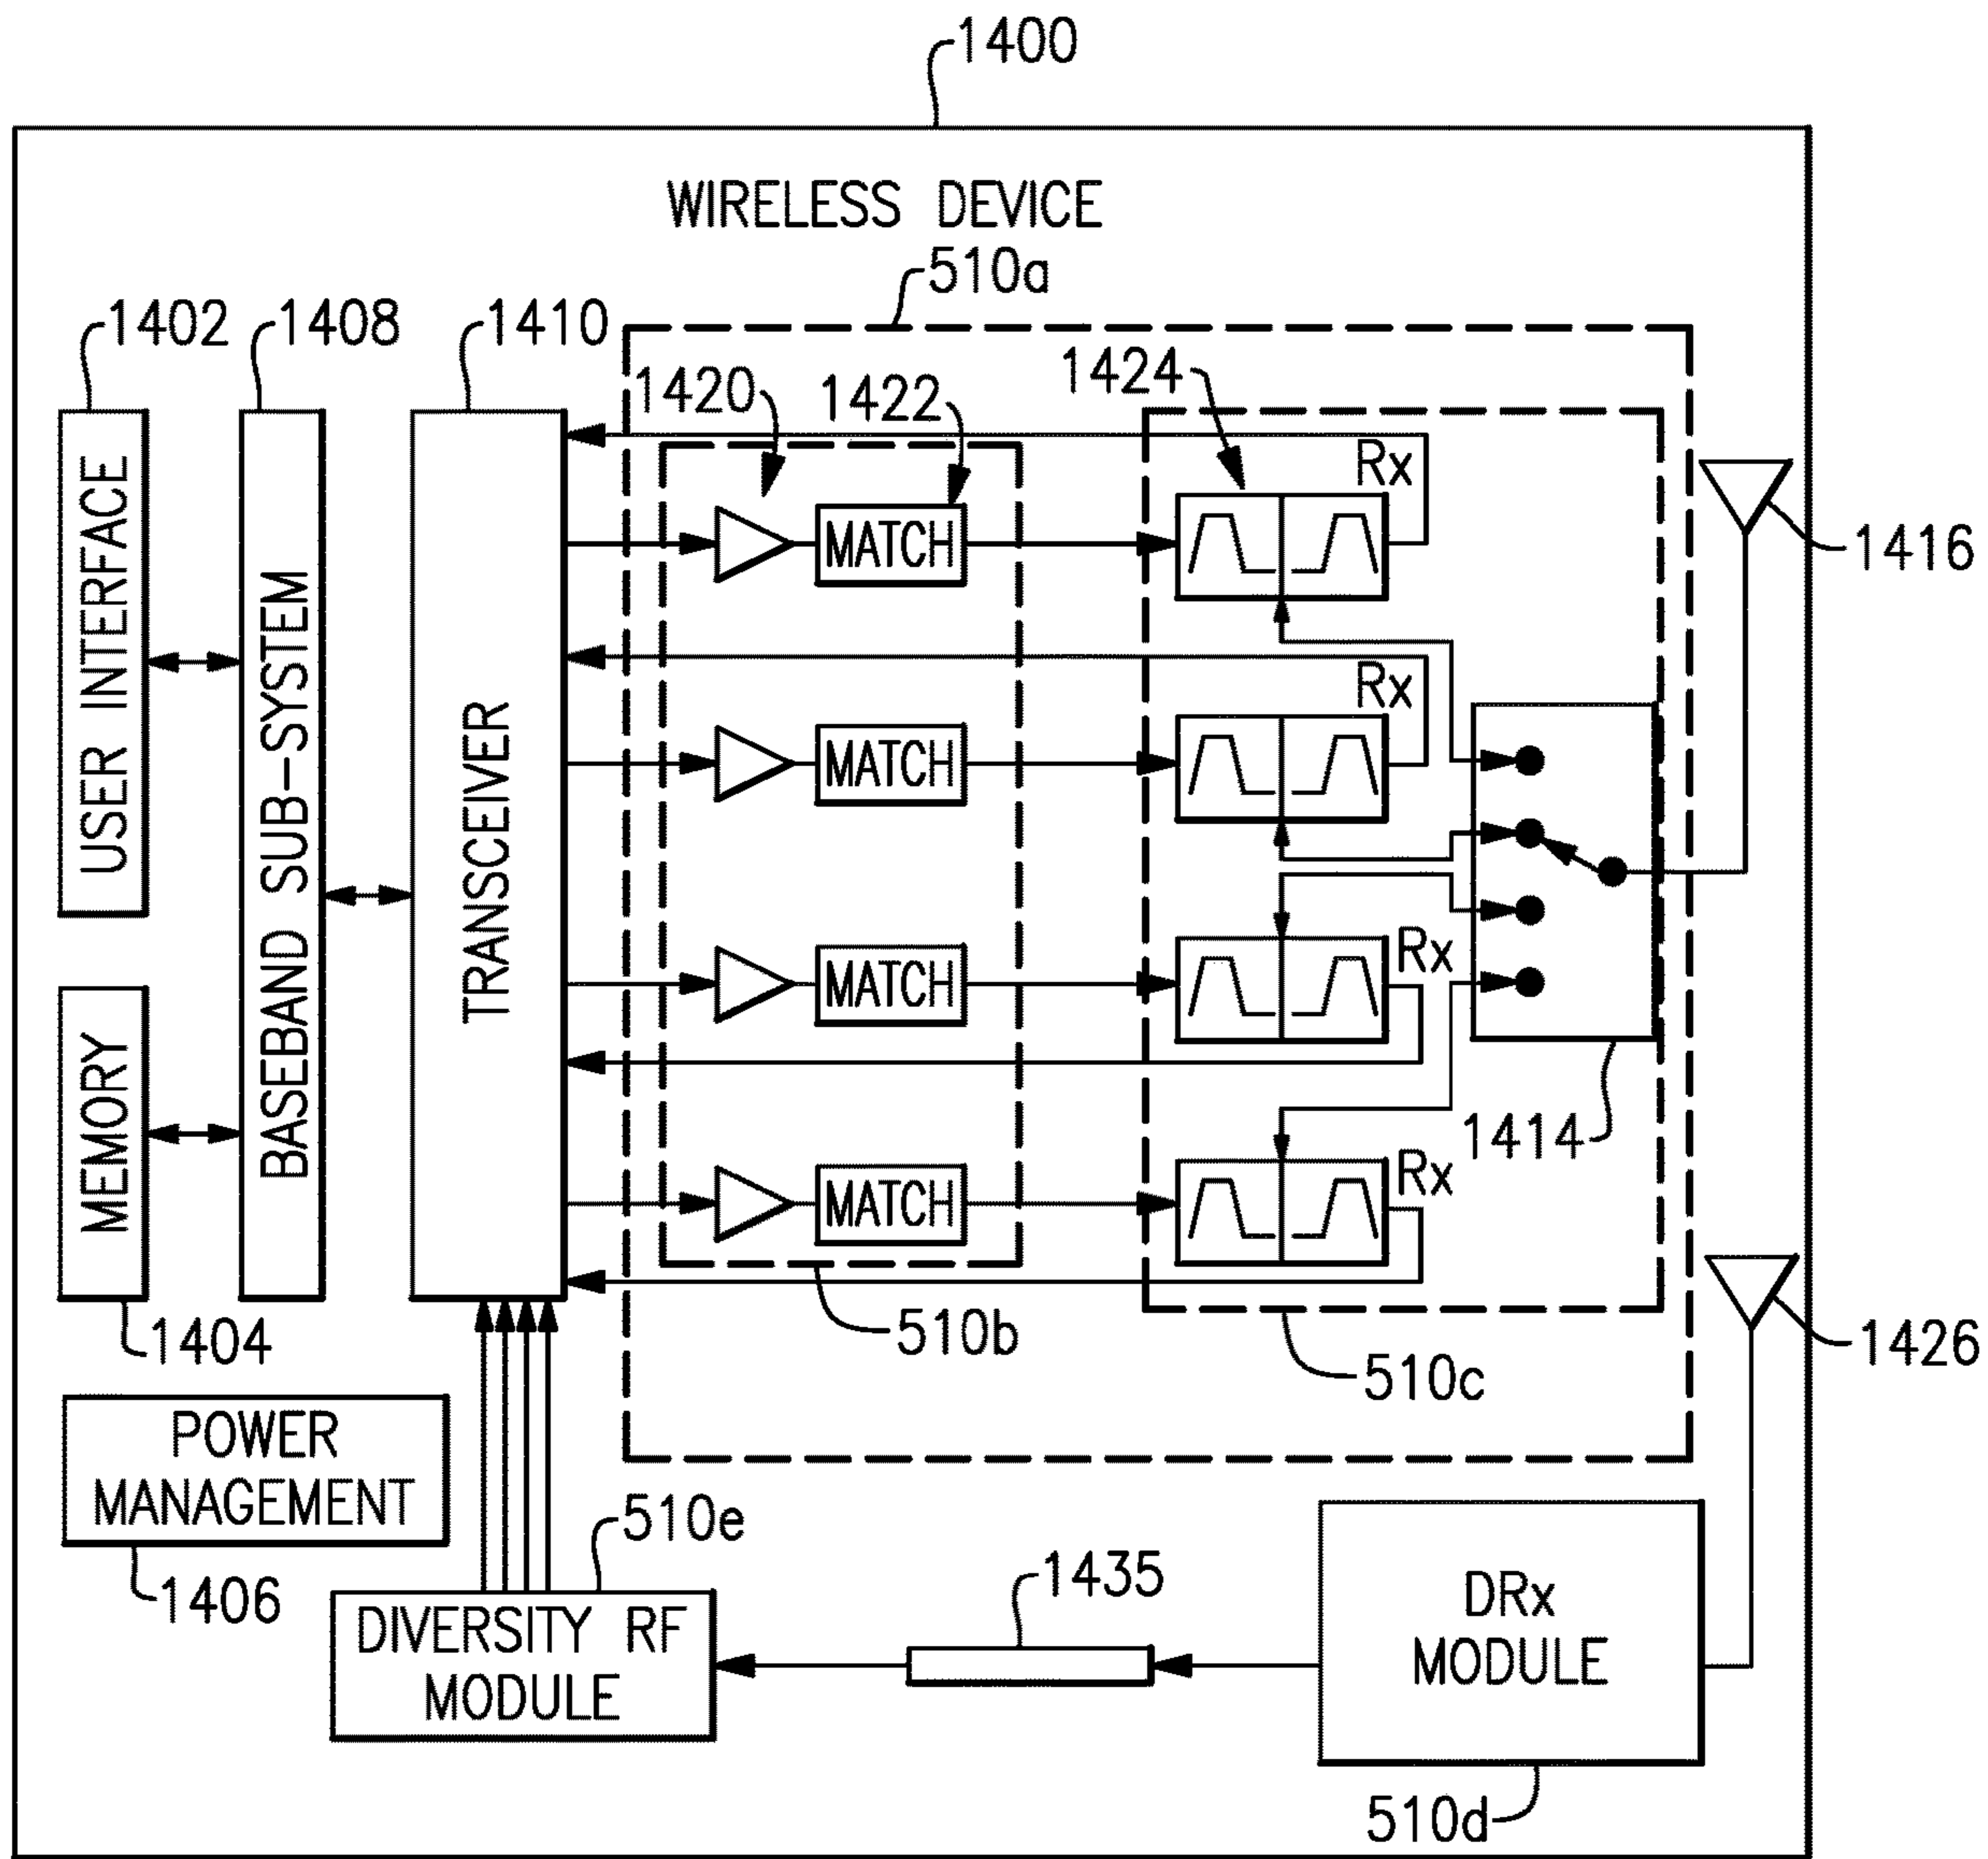 1400
WIRELESS DEVICE
510a
1402
1408
1410
1420
1422
1424
USER INTERFACE
BASEBAND SUB-SYSTEM
TRANSCEIVER
MATCH
Rx
1416
MATCH
Rx
MATCH
Rx
MATCH
Rx
1414
MEMORY
1404
510b
510c
1426
POWER
MANAGEMENT
1406
510e
DIVERSITY RF
MODULE
1435
DRx
MODULE
510d